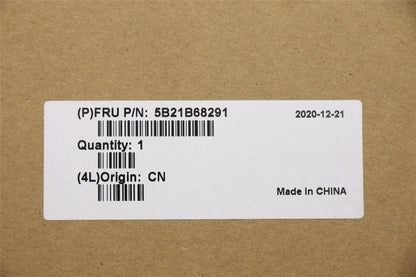 (P)FRU P/N: 5B21B68291
2020-12-21
Quantity: 1
(4L)Origin: CN
Made in CHINA